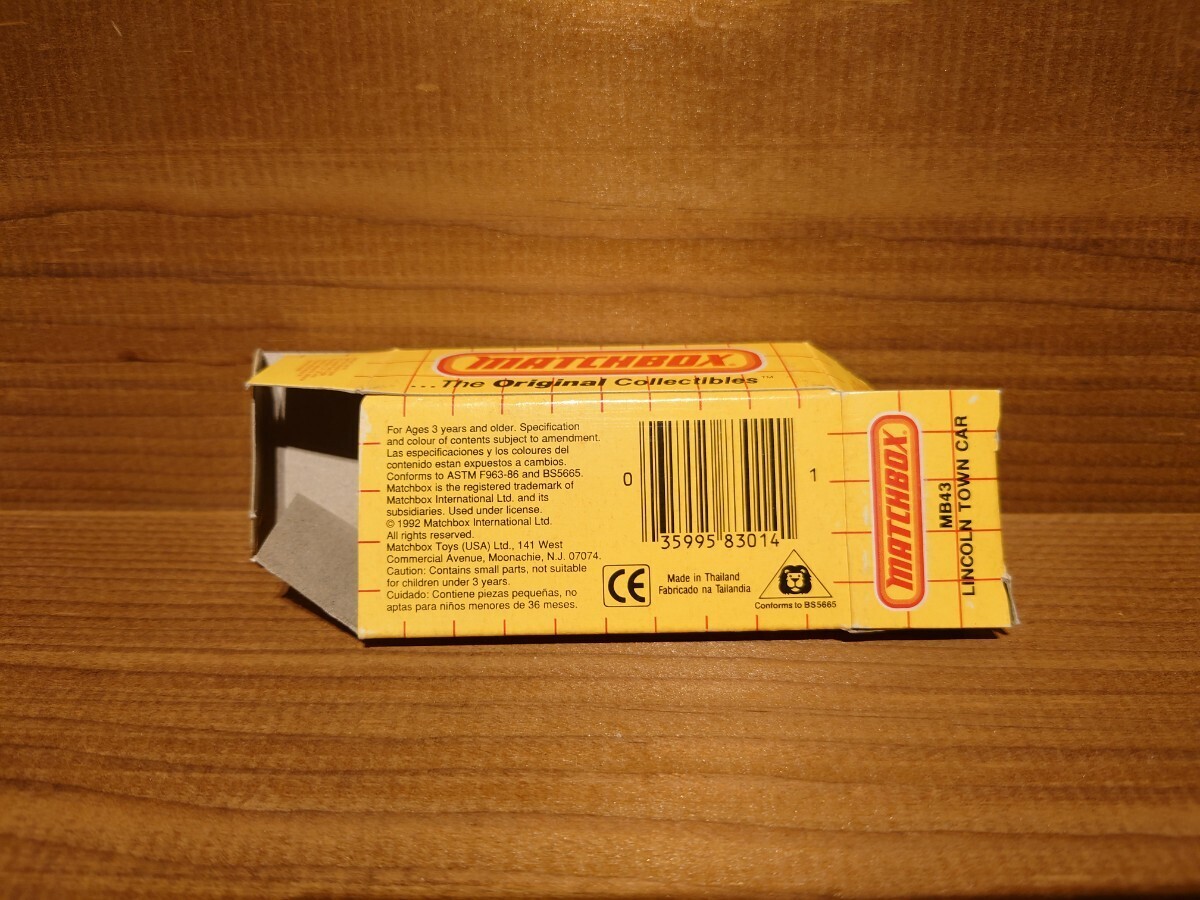 MATCHBOX
...The Original Collectibles™
For Ages 3 years and older. Specification
and colour of contents subject to amendment.
Las especificaciones y los coloures del
contenido estan expuestos a cambios.
Conforms to ASTM F963-86 and BS5665.
Matchbox is the registered trademark of
Matchbox International Ltd. and its
subsidiaries. Used under license.
© 1992 Matchbox International Ltd.
All rights reserved.
Matchbox Toys (USA) Ltd., 141 West
Commercial Avenue, Moonachie, N.J. 07074.
Caution: Contains small parts, not suitable
for children under 3 years.
Cuidado: Contiene piezas pequeñas, no
aptas para niños menores de 36 meses.
0 35995 83014 1
CE
Made in Thailand
Fabricado na Tailandia
Conforms to BS5665
MATCHBOX
MB43
LINCOLN TOWN CAR